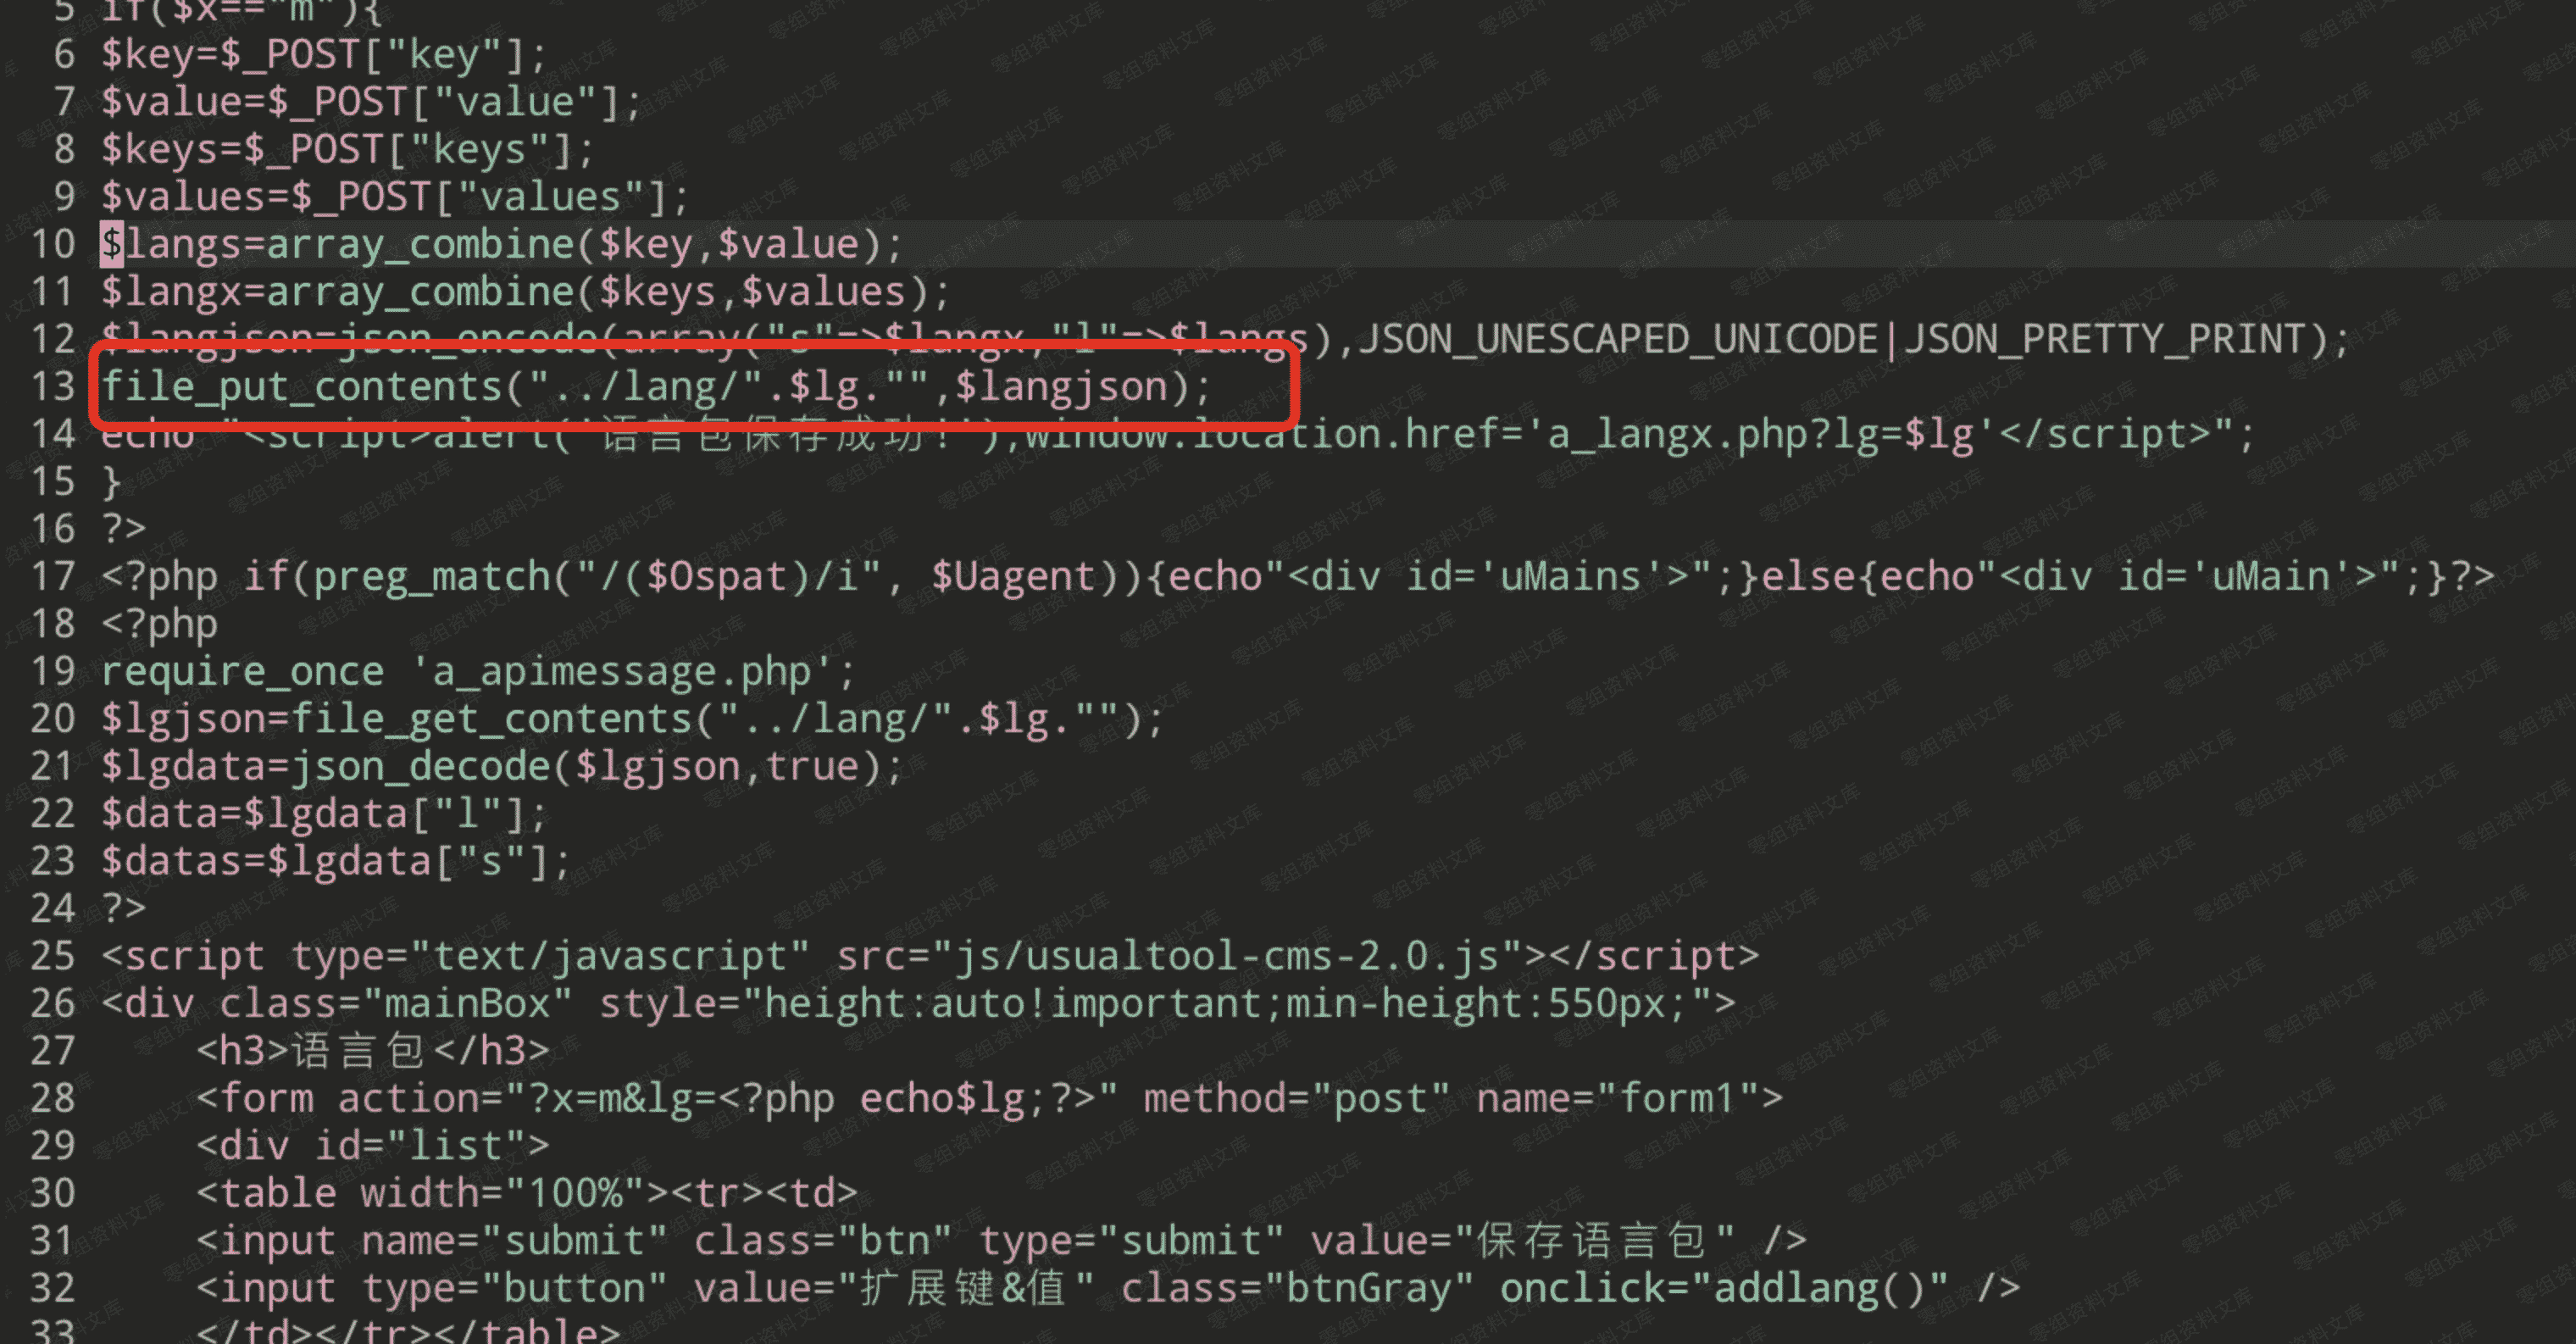 5 if($x=="m"){
6 $key=$_POST["key"];
7 $value=$_POST["value"];
8 $keys=$_POST["keys"];
9 $values=$_POST["values"];
10 $langs=array_combine($key,$value);
11 $langx=array_combine($keys,$values);
12 $langjson=json_encode(array("s"=>$langx,"l"=>$langs),JSON_UNESCAPED_UNICODE|JSON_PRETTY_PRINT);
13 file_put_contents("../lang/".$lg."",$langjson);
14 echo "<script>alert('语言包保存成功!'),window.location.href='a_langx.php?lg=$lg'</script>";
15 }
16 ?>
17 <?php if(preg_match("/($Ospat)/i", $Uagent)){echo"<div id='uMains'>";}else{echo"<div id='uMain'>";}?>
18 <?php
19 require_once 'a_apimessage.php';
20 $lgjson=file_get_contents("../lang/".$lg."");
21 $lgdata=json_decode($lgjson,true);
22 $data=$lgdata["l"];
23 $datas=$lgdata["s"];
24 ?>
25 <script type="text/javascript" src="js/usualtool-cms-2.0.js"></script>
26 <div class="mainBox" style="height:auto!important;min-height:550px;">
27 <h3>语言包</h3>
28 <form action="?x=m&lg=<?php echo$lg;?>" method="post" name="form1">
29 <div id="list">
30 <table width="100%"><tr><td>
31 <input name="submit" class="btn" type="submit" value="保存语言包" />
32 <input type="button" value="扩展键&值" class="btnGray" onclick="addlang()" />
33 </td></tr></table>
零组资料文库